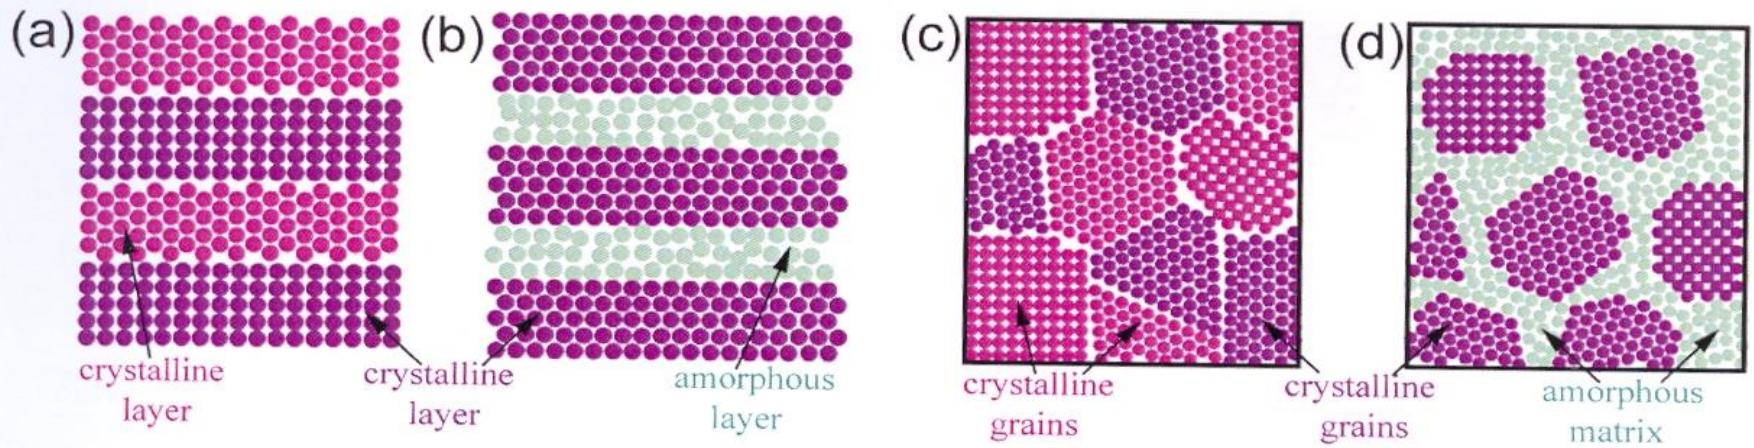 (a)
(b)
(c)
(d)
crystalline
layer
crystalline
layer
amorphous
layer
crystalline
grains
crystalline
grains
amorphous
matrix